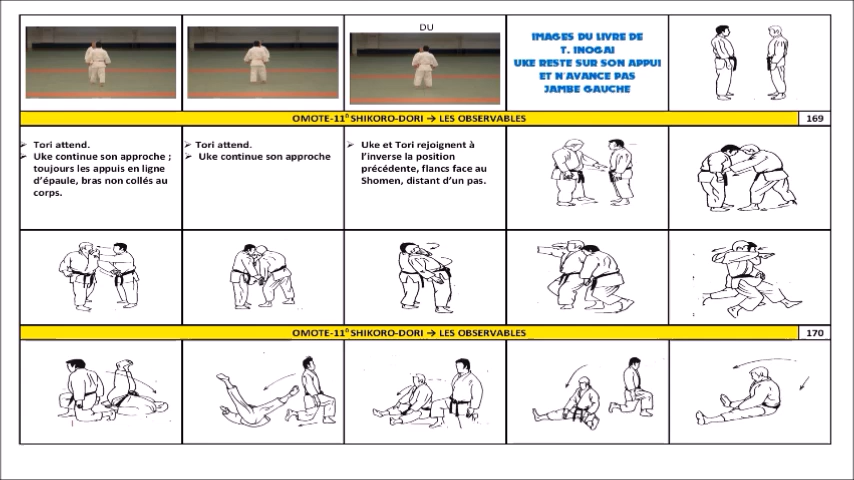 DU
IMAGES DU LIVRE DE
T. INOGAI
UKE RESTE SUR SON APPUI
ET N'AVANCE PAS
JAMBE GAUCHE
OMOTE-11⁰ SHIKORO-DORI → LES OBSERVABLES 169
➢ Tori attend.
➢ Uke continue son approche ;
toujours les appuis en ligne
d'épaule, bras non collés au
corps.
➢ Tori attend.
➢ Uke continue son approche
➢ Uke et Tori rejoignent à
l'inverse la position
précédente, flancs face au
Shomen, distant d'un pas.
OMOTE-11⁰ SHIKORO-DORI → LES OBSERVABLES 170